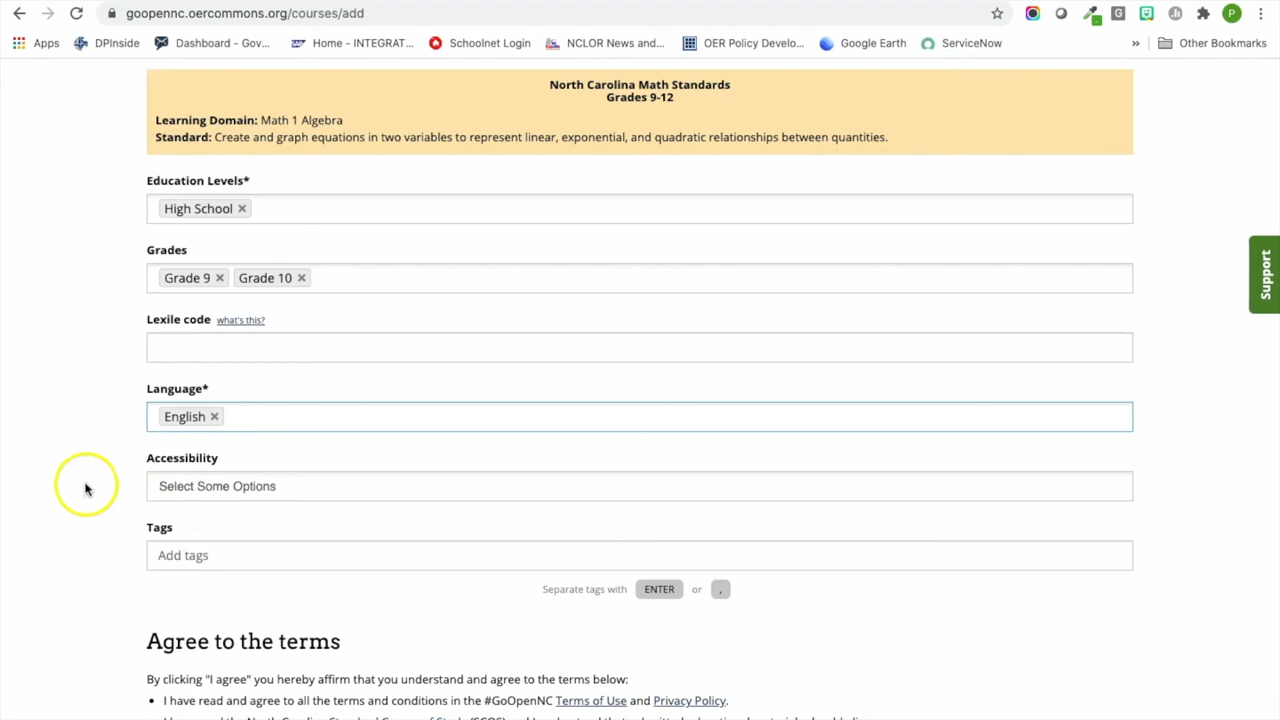 goopennc.oercommons.org/courses/add
P
Apps
DPInside
Dashboard - Gov...
Home - INTEGRAT...
Schoolnet Login
NCLOR News and...
OER Policy Develo...
Google Earth
ServiceNow
»
Other Bookmarks
North Carolina Math Standards
Grades 9-12
Learning Domain: Math 1 Algebra
Standard: Create and graph equations in two variables to represent linear, exponential, and quadratic relationships between quantities.
Education Levels*
High School ×
Grades
Grade 9 × Grade 10 ×
Support
Lexile code what's this?
Language*
English ×
Accessibility
Select Some Options
Tags
Add tags
Separate tags with ENTER or ,
Agree to the terms
By clicking "I agree" you hereby affirm that you understand and agree to the terms below:
• I have read and agree to all the terms and conditions in the #GoOpenNC Terms of Use and Privacy Policy.